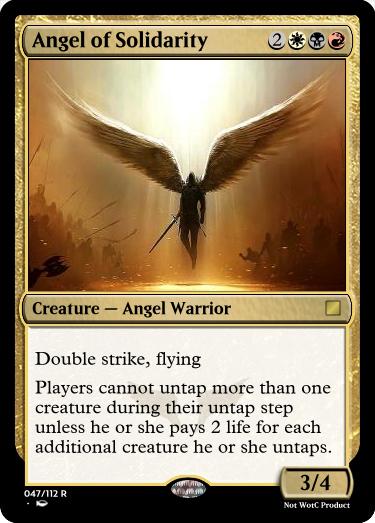 Angel of Solidarity 2
Creature — Angel Warrior
Double strike, flying
Players cannot untap more than one
creature during their untap step
unless he or she pays 2 life for each
additional creature he or she untaps.
3/4
047/112 R
Not WotC Product